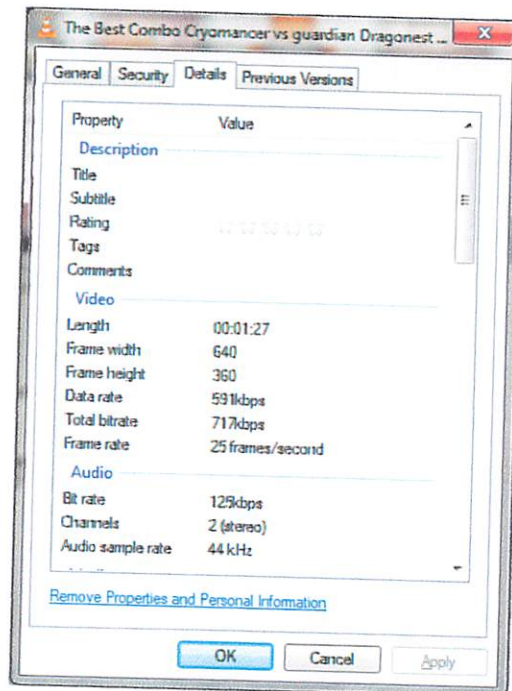 The Best Combo Cryomancer vs guardian Dragonest ...
General Security Details Previous Versions
Property Value
Description
Title
Subtitle
Rating
Tags
Comments
Video
Length 00:01:27
Frame width 640
Frame height 360
Data rate 591kbps
Total bitrate 717kbps
Frame rate 25 frames/second
Audio
Bit rate 125kbps
Channels 2 (stereo)
Audio sample rate 44 kHz
Remove Properties and Personal Information
OK Cancel Apply